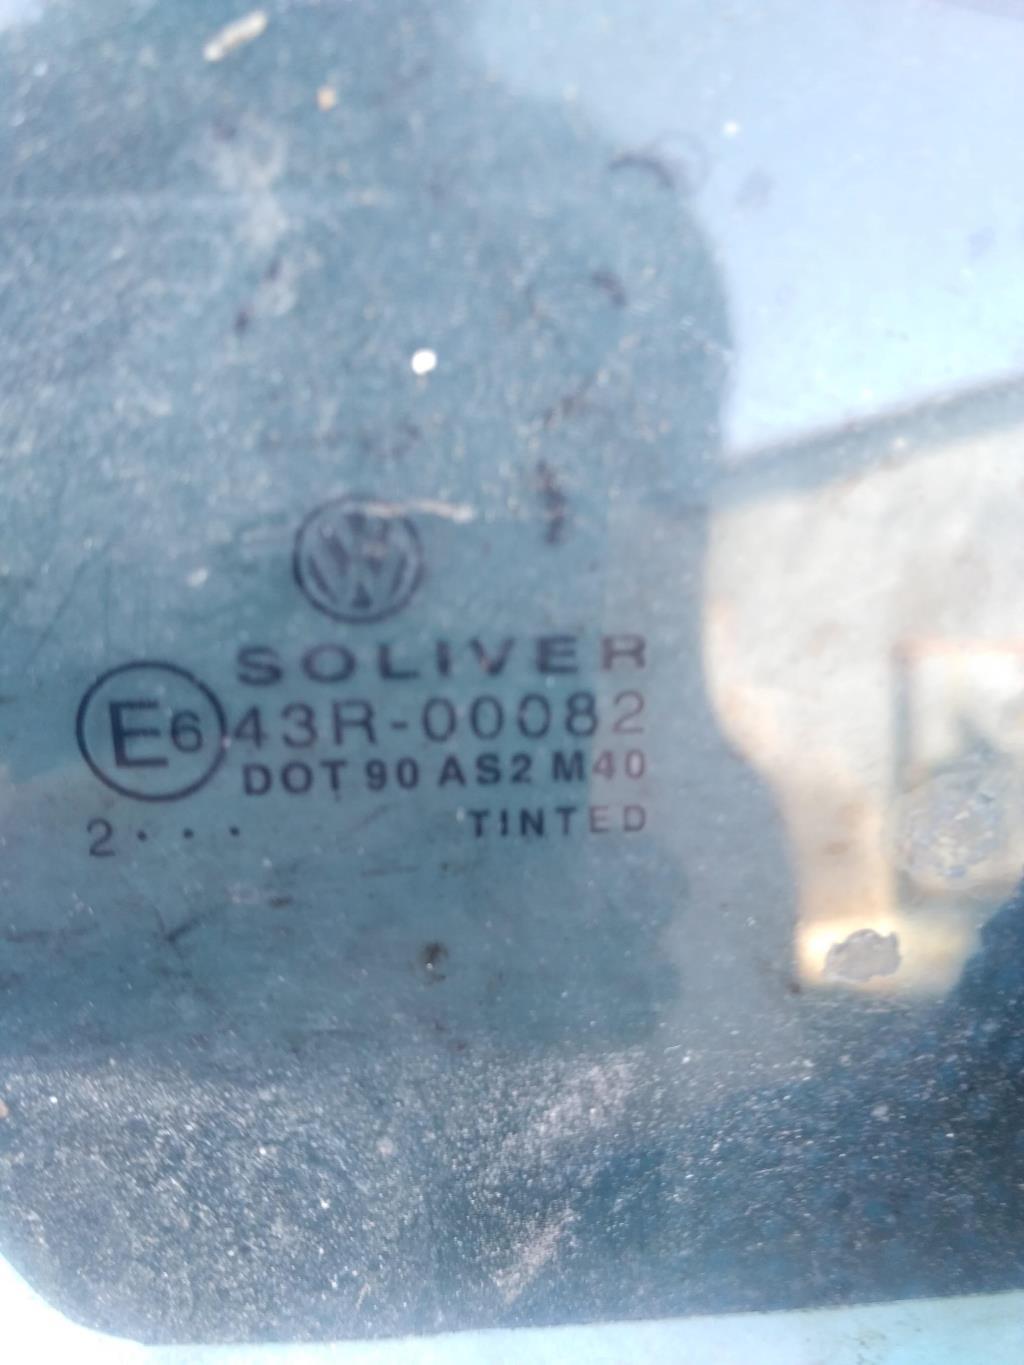 SOLIVER
E6 43R-00082
DOT 90 AS2 M40
2... TINTED